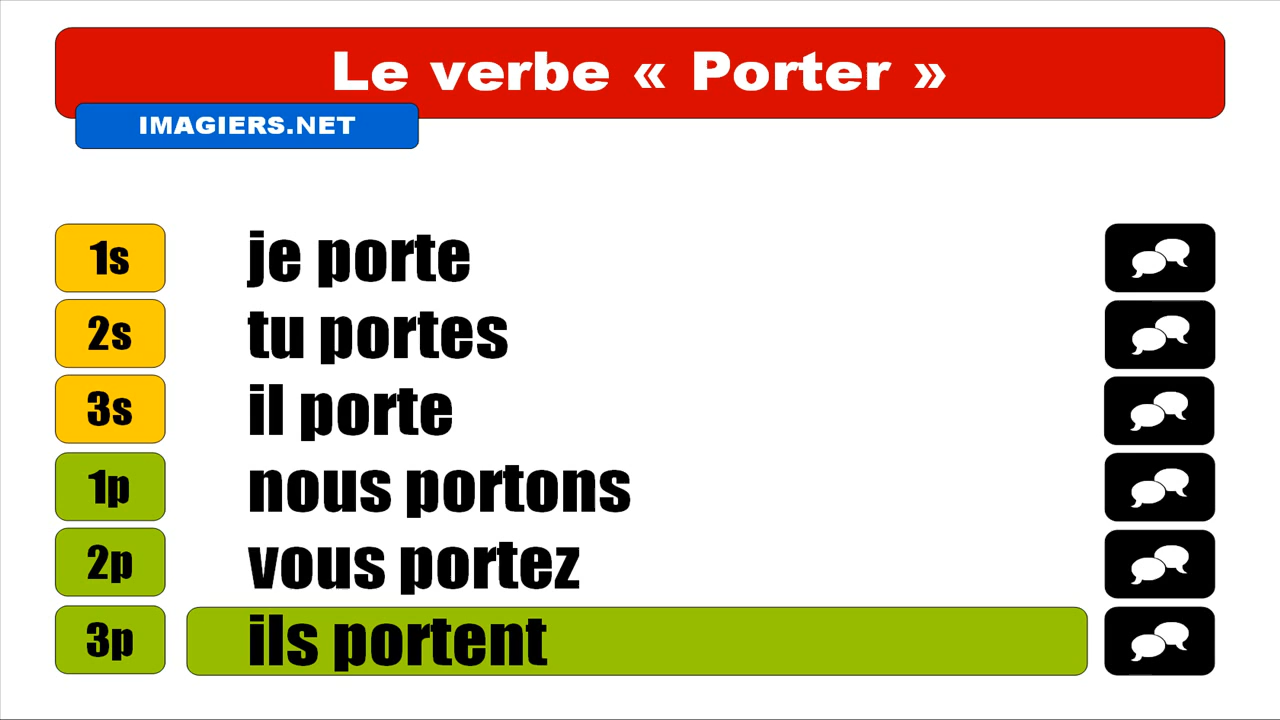 Le verbe « Porter »
IMAGIERS.NET
1s je porte
2s tu portes
3s il porte
1p nous portons
2p vous portez
3p ils portent